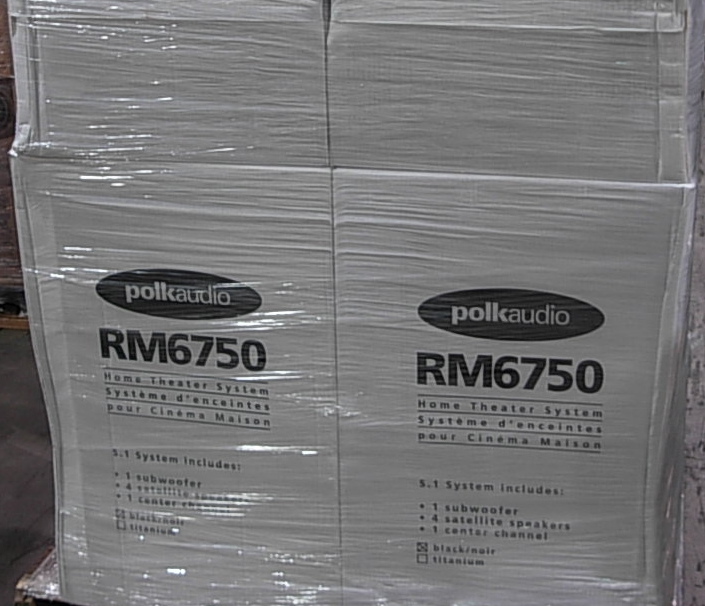 polkaudio
RM6750
Home Theater System
Système d'enceintes
pour Cinéma Maison
5.1 System includes:
• 1 subwoofer
• 4 satellite speakers
• 1 center channel
☒ black/noir
☐ titanium
polkaudio
RM6750
Home Theater System
Système d'enceintes
pour Cinéma Maison
5.1 System includes:
• 1 subwoofer
• 4 satellite speakers
• 1 center channel
☒ black/noir
☐ titanium